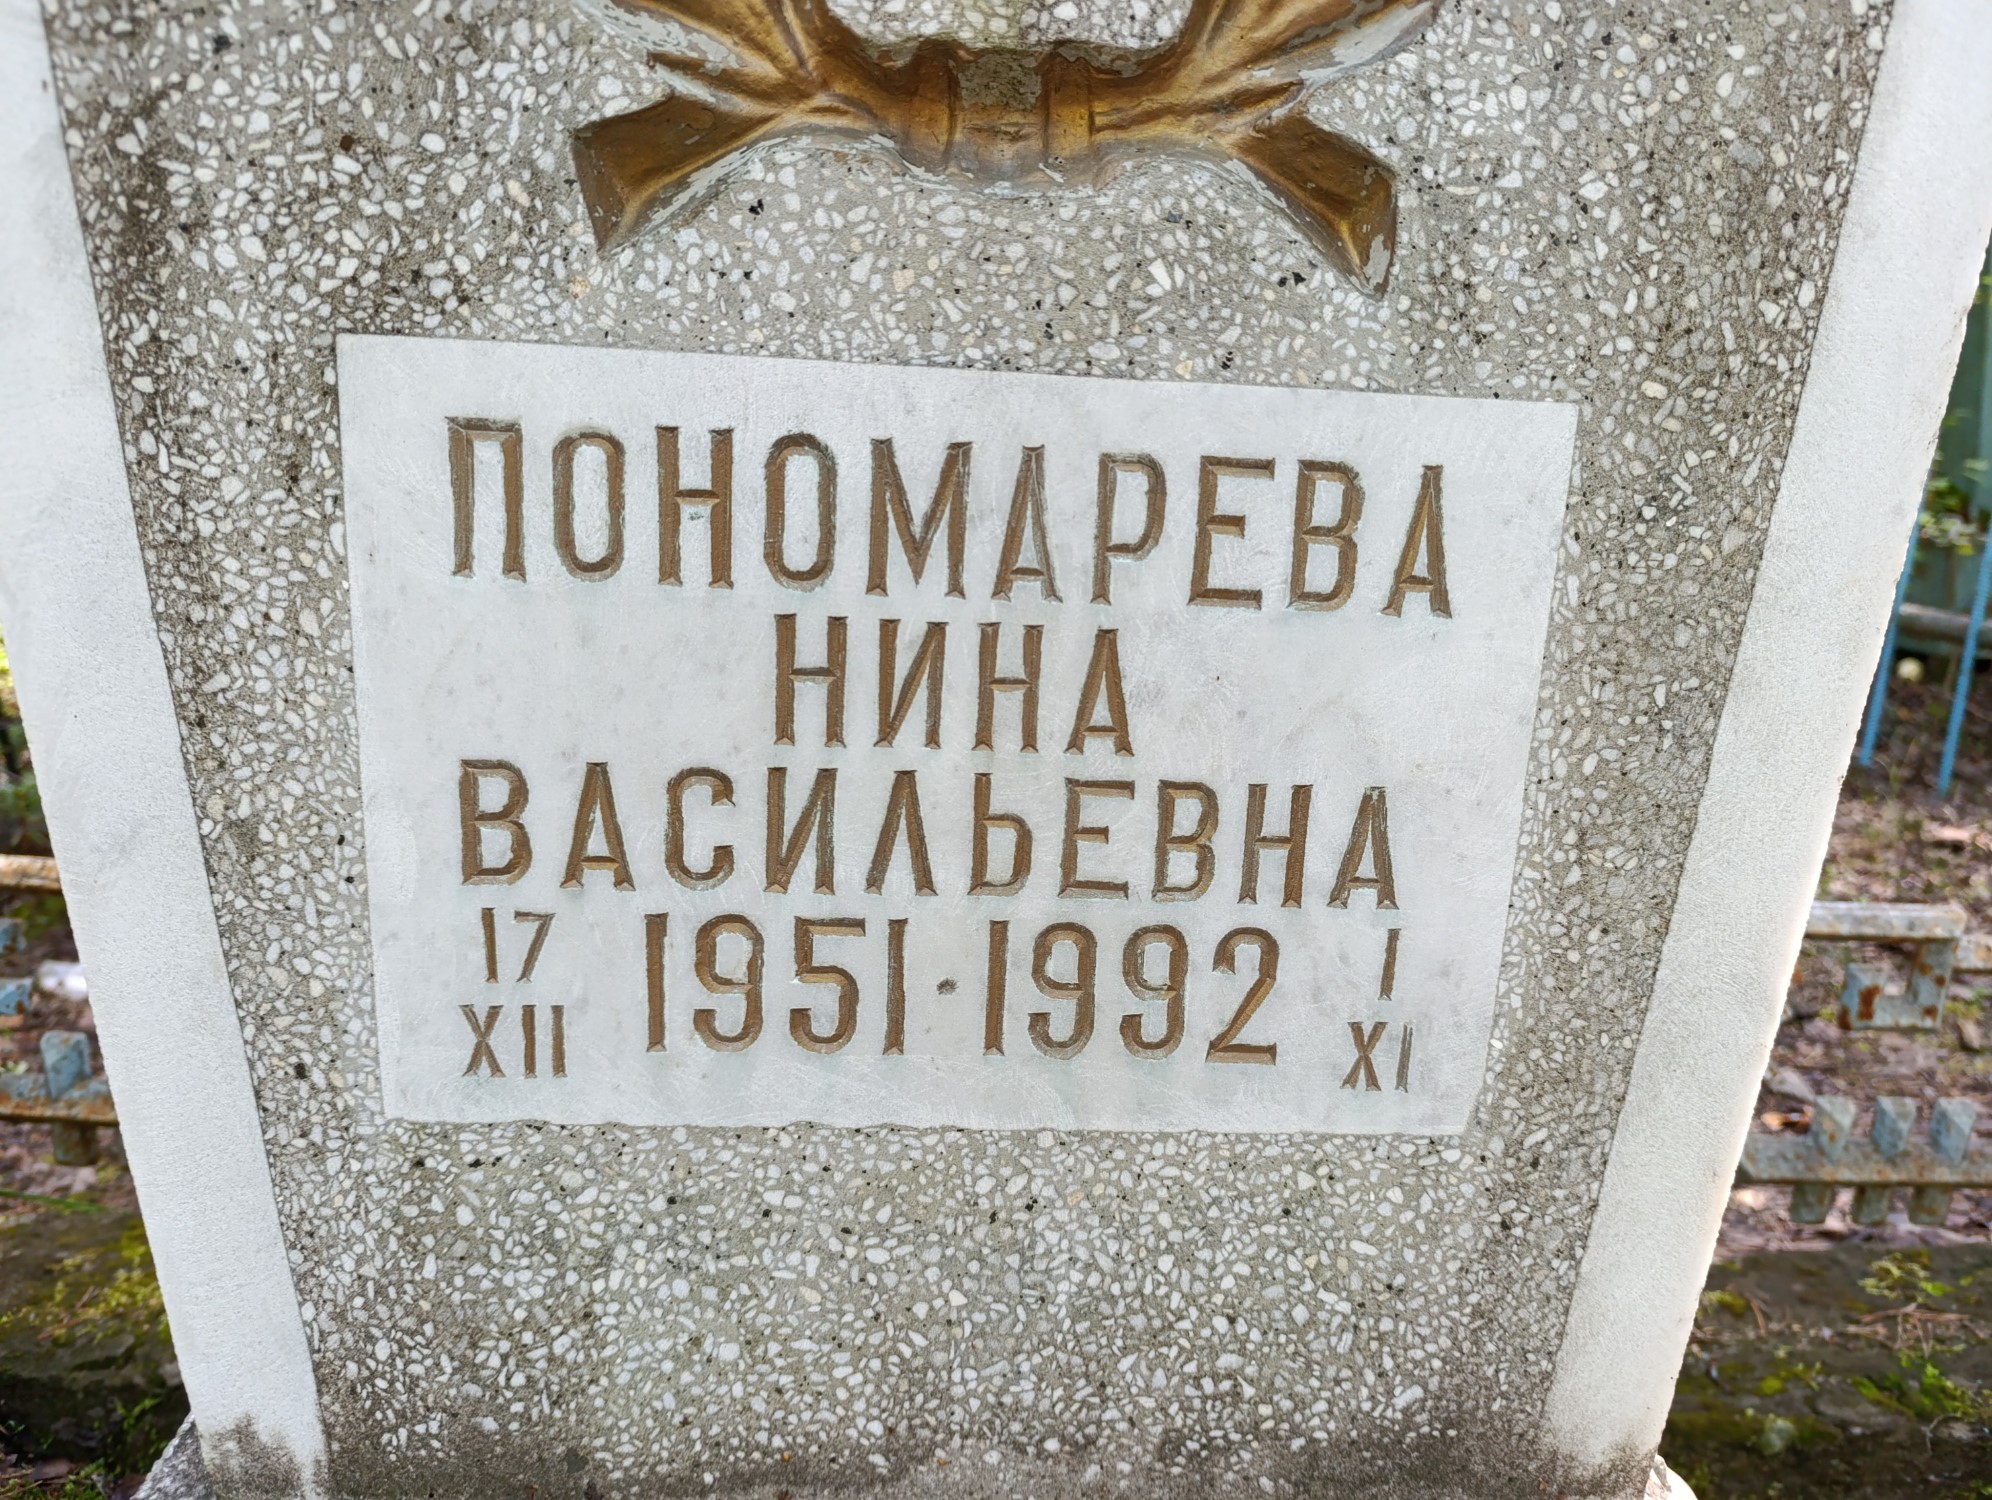 ПОНОМАРЕВА
НИНА
ВАСИЛЬЕВНА
17 XII 1951·1992 1 XI